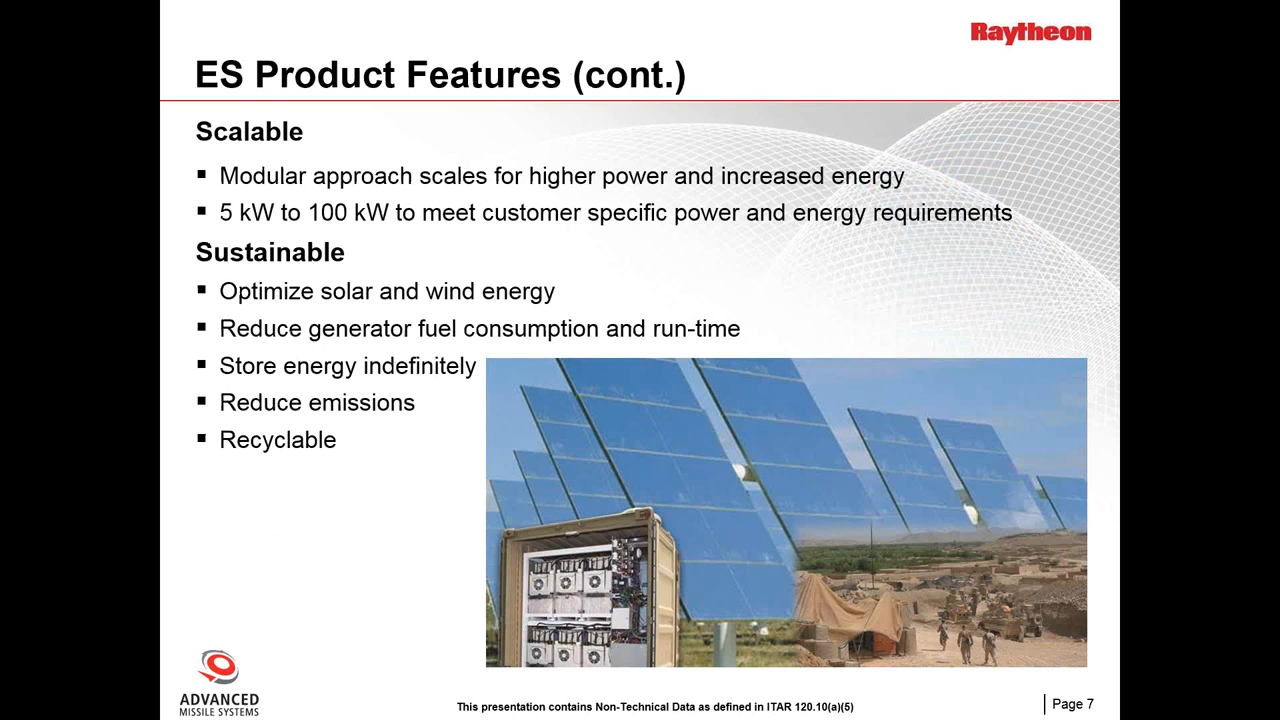 Raytheon
ES Product Features (cont.)
Scalable
▪ Modular approach scales for higher power and increased energy
▪ 5 kW to 100 kW to meet customer specific power and energy requirements
Sustainable
▪ Optimize solar and wind energy
▪ Reduce generator fuel consumption and run-time
▪ Store energy indefinitely
▪ Reduce emissions
▪ Recyclable
ADVANCED
MISSILE SYSTEMS
This presentation contains Non-Technical Data as defined in ITAR 120.10(a)(5)
Page 7